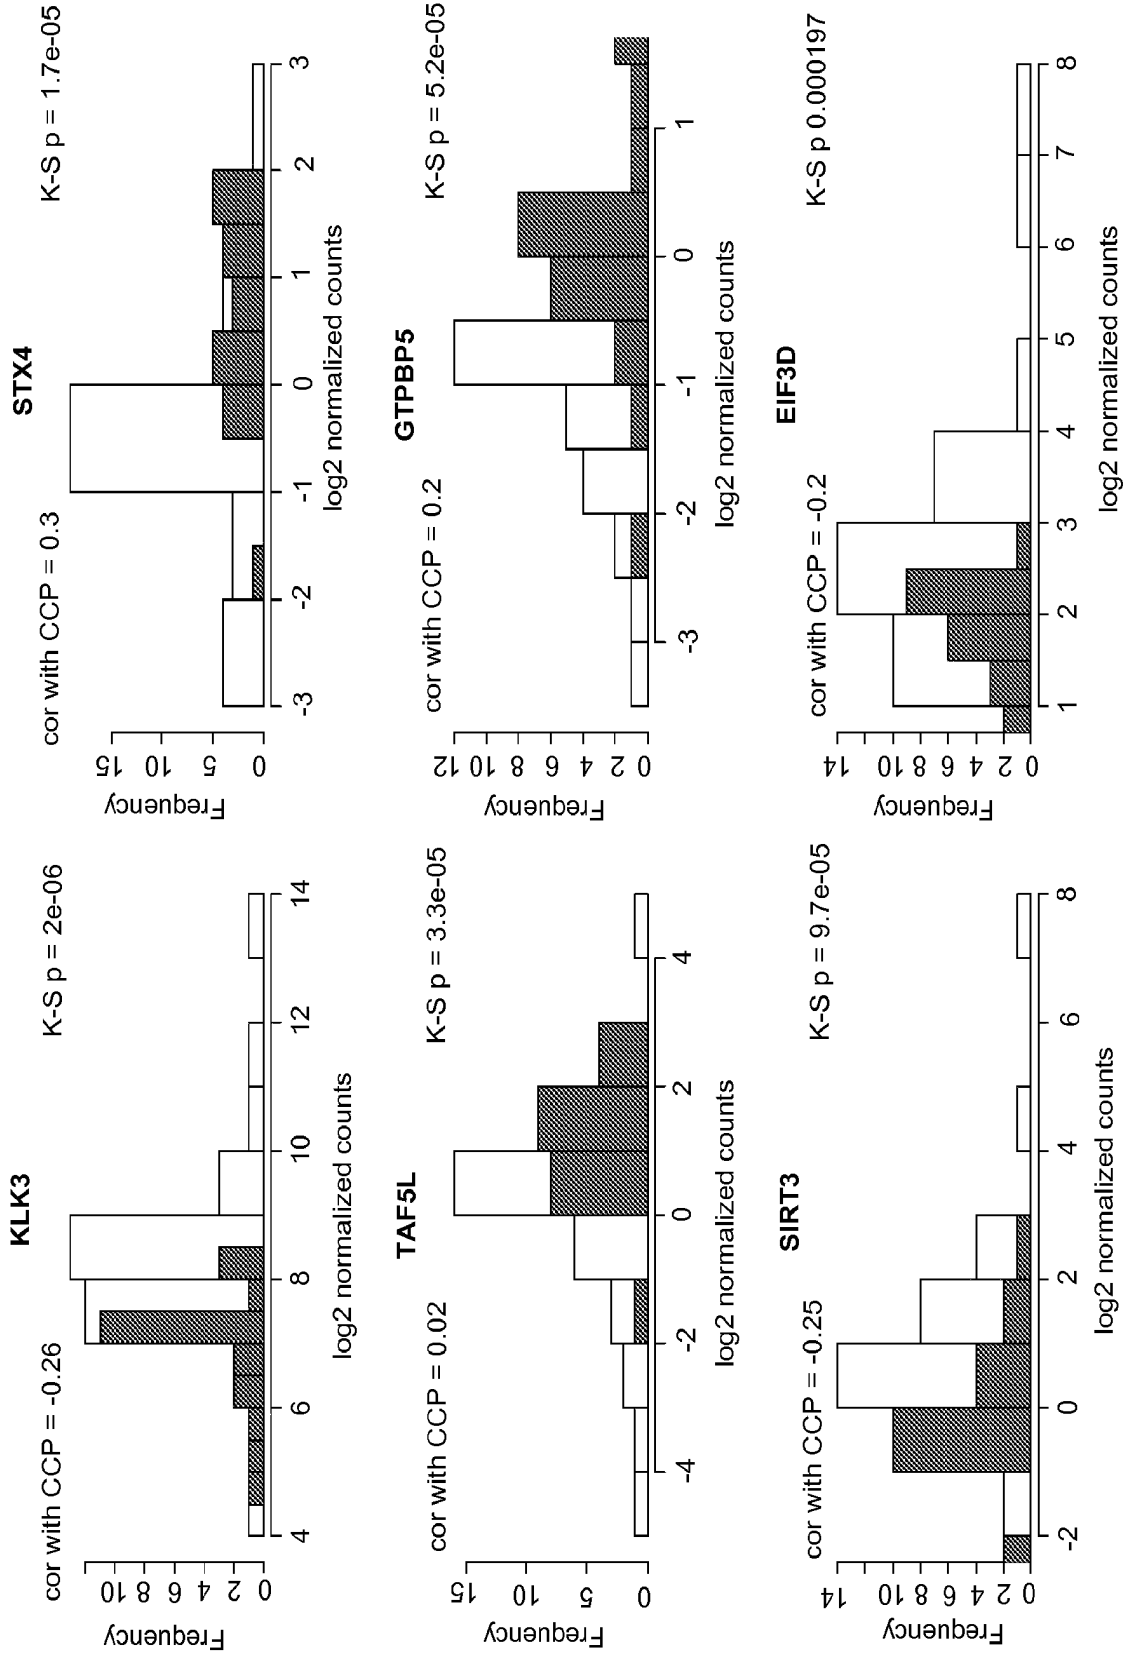 KLK3
cor with CCP = -0.26
K-S p = 2e-06
Frequency
10 8 6 4 2 0
4 6 8 10 12 14
log2 normalized counts
STX4
cor with CCP = 0.3
K-S p = 1.7e-05
Frequency
15 10 5 0
-3 -2 -1 0 1 2 3
log2 normalized counts
TAF5L
cor with CCP = 0.02
K-S p = 3.3e-05
Frequency
15 10 5 0
-4 -2 0 2 4
log2 normalized counts
GTPBP5
cor with CCP = 0.2
K-S p = 5.2e-05
Frequency
12 10 8 6 4 2 0
-3 -2 -1 0 1
log2 normalized counts
SIRT3
cor with CCP = -0.25
K-S p = 9.7e-05
Frequency
14 10 8 6 4 2 0
-2 0 2 4 6 8
log2 normalized counts
EIF3D
cor with CCP = -0.2
K-S p 0.000197
Frequency
14 10 8 6 4 2 0
1 2 3 4 5 6 7 8
log2 normalized counts